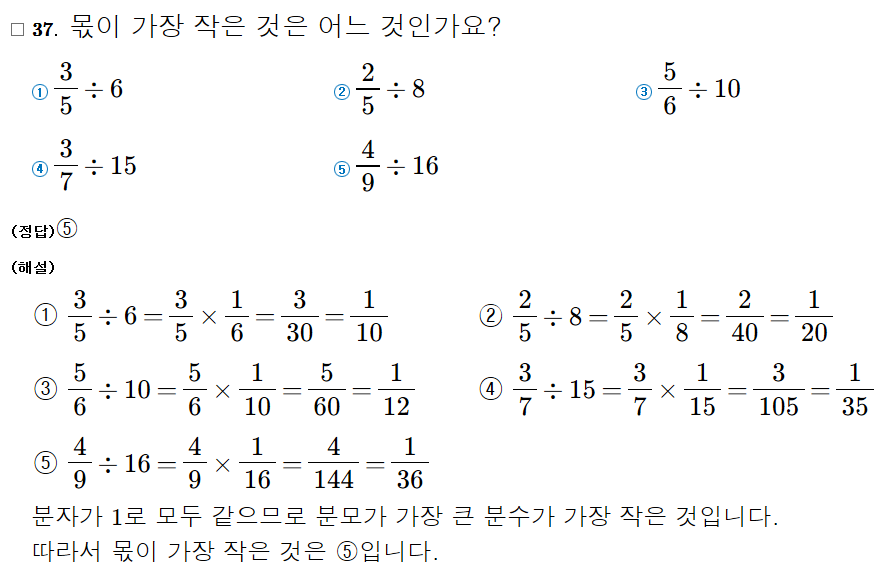 □ 37. 몫이 가장 작은 것은 어느 것인가요?
① 3/5 ÷ 6 ② 2/5 ÷ 8 ③ 5/6 ÷ 10
④ 3/7 ÷ 15 ⑤ 4/9 ÷ 16
(정답)⑤
(해설)
① 3/5 ÷ 6 = 3/5 × 1/6 = 3/30 = 1/10 ② 2/5 ÷ 8 = 2/5 × 1/8 = 2/40 = 1/20
③ 5/6 ÷ 10 = 5/6 × 1/10 = 5/60 = 1/12 ④ 3/7 ÷ 15 = 3/7 × 1/15 = 3/105 = 1/35
⑤ 4/9 ÷ 16 = 4/9 × 1/16 = 4/144 = 1/36
분자가 1로 모두 같으므로 분모가 가장 큰 분수가 가장 작은 것입니다.
따라서 몫이 가장 작은 것은 ⑤입니다.